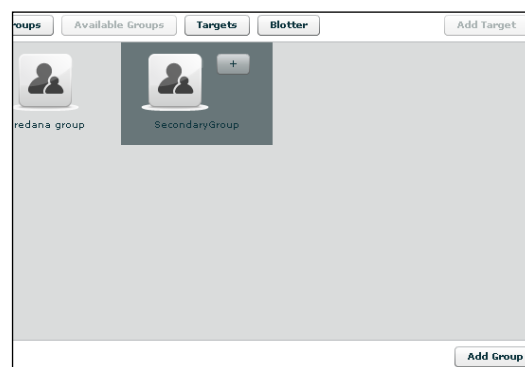 roups Available Groups Targets Blotter Add Target
+
redana group SecondaryGroup
Add Group